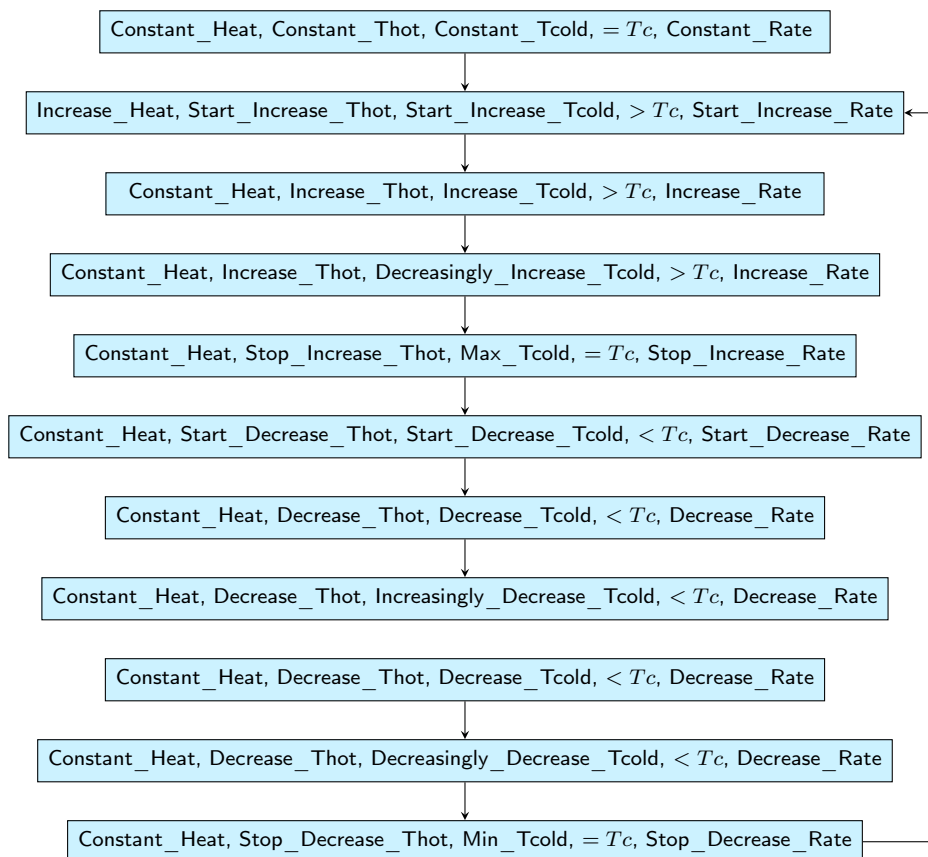 Constant_Heat, Constant_Thot, Constant_Tcold, = Tc, Constant_Rate
Increase_Heat, Start_Increase_Thot, Start_Increase_Tcold, > Tc, Start_Increase_Rate
Constant_Heat, Increase_Thot, Increase_Tcold, > Tc, Increase_Rate
Constant_Heat, Increase_Thot, Decreasingly_Increase_Tcold, > Tc, Increase_Rate
Constant_Heat, Stop_Increase_Thot, Max_Tcold, = Tc, Stop_Increase_Rate
Constant_Heat, Start_Decrease_Thot, Start_Decrease_Tcold, < Tc, Start_Decrease_Rate
Constant_Heat, Decrease_Thot, Decrease_Tcold, < Tc, Decrease_Rate
Constant_Heat, Decrease_Thot, Increasingly_Decrease_Tcold, < Tc, Decrease_Rate
Constant_Heat, Decrease_Thot, Decrease_Tcold, < Tc, Decrease_Rate
Constant_Heat, Decrease_Thot, Decreasingly_Decrease_Tcold, < Tc, Decrease_Rate
Constant_Heat, Stop_Decrease_Thot, Min_Tcold, = Tc, Stop_Decrease_Rate